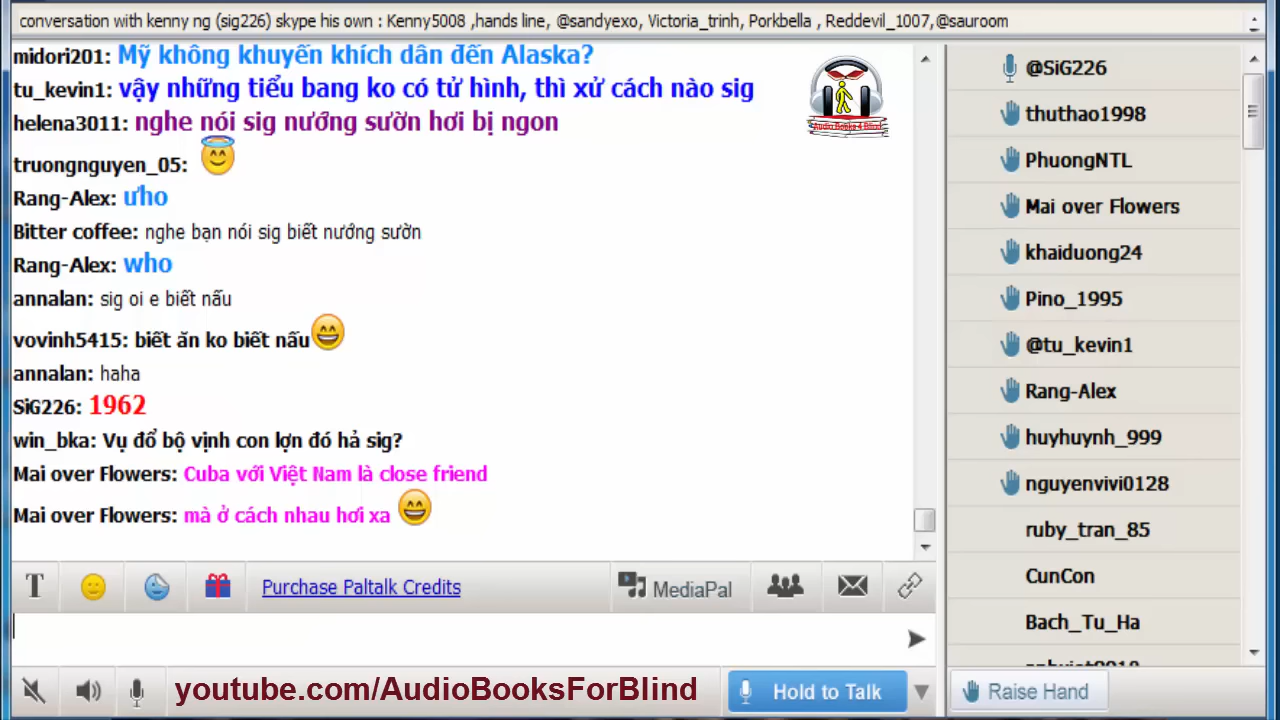 conversation with kenny ng (sig226) skype his own : Kenny5008 ,hands line, @sandyexo, Victoria_trinh, Porkbella , Reddevil_1007,@sauroom
midori201: Mỹ không khuyến khích dân đến Alaska?
tu_kevin1: vậy những tiểu bang ko có tử hình, thì xử cách nào sig
helena3011: nghe nói sig nướng sườn hơi bị ngon
truongnguyen_05:
Rang-Alex: ưho
Bitter coffee: nghe bạn nói sig biết nướng sườn
Rang-Alex: who
annalan: sig oi e biết nấu
vovinh5415: biết ăn ko biết nấu
annalan: haha
SiG226: 1962
win_bka: Vụ đổ bộ vịnh con lợn đó hả sig?
Mai over Flowers: Cuba với Việt Nam là close friend
Mai over Flowers: mà ở cách nhau hơi xa
Audio Books 4 Blind
@SiG226
thuthao1998
PhuongNTL
Mai over Flowers
khaiduong24
Pino_1995
@tu_kevin1
Rang-Alex
huyhuynh_999
nguyenvivi0128
ruby_tran_85
CunCon
Bach_Tu_Ha
T
Purchase Paltalk Credits
MediaPal
youtube.com/AudioBooksForBlind
Hold to Talk
Raise Hand